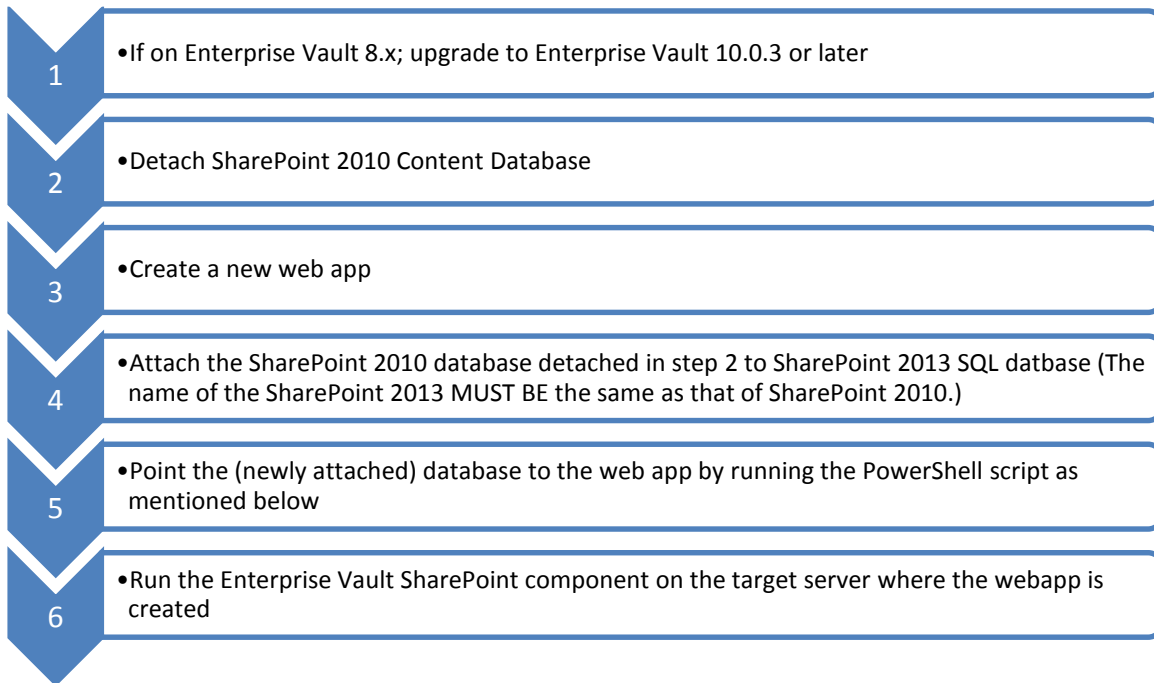 1
•If on Enterprise Vault 8.x; upgrade to Enterprise Vault 10.0.3 or later
2
•Detach SharePoint 2010 Content Database
3
•Create a new web app
4
•Attach the SharePoint 2010 database detached in step 2 to SharePoint 2013 SQL datbase (The
name of the SharePoint 2013 MUST BE the same as that of SharePoint 2010.)
5
•Point the (newly attached) database to the web app by running the PowerShell script as
mentioned below
6
•Run the Enterprise Vault SharePoint component on the target server where the webapp is
created